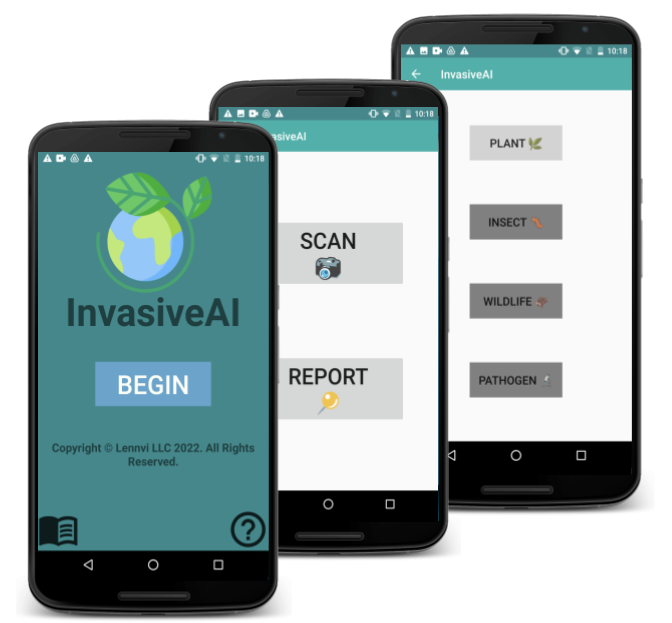 10:18
InvasiveAI
BEGIN
Copyright © Lennvi LLC 2022. All Rights
Reserved.
10:18
asiveAI
SCAN
REPORT
10:18
InvasiveAI
PLANT
INSECT
WILDLIFE
PATHOGEN